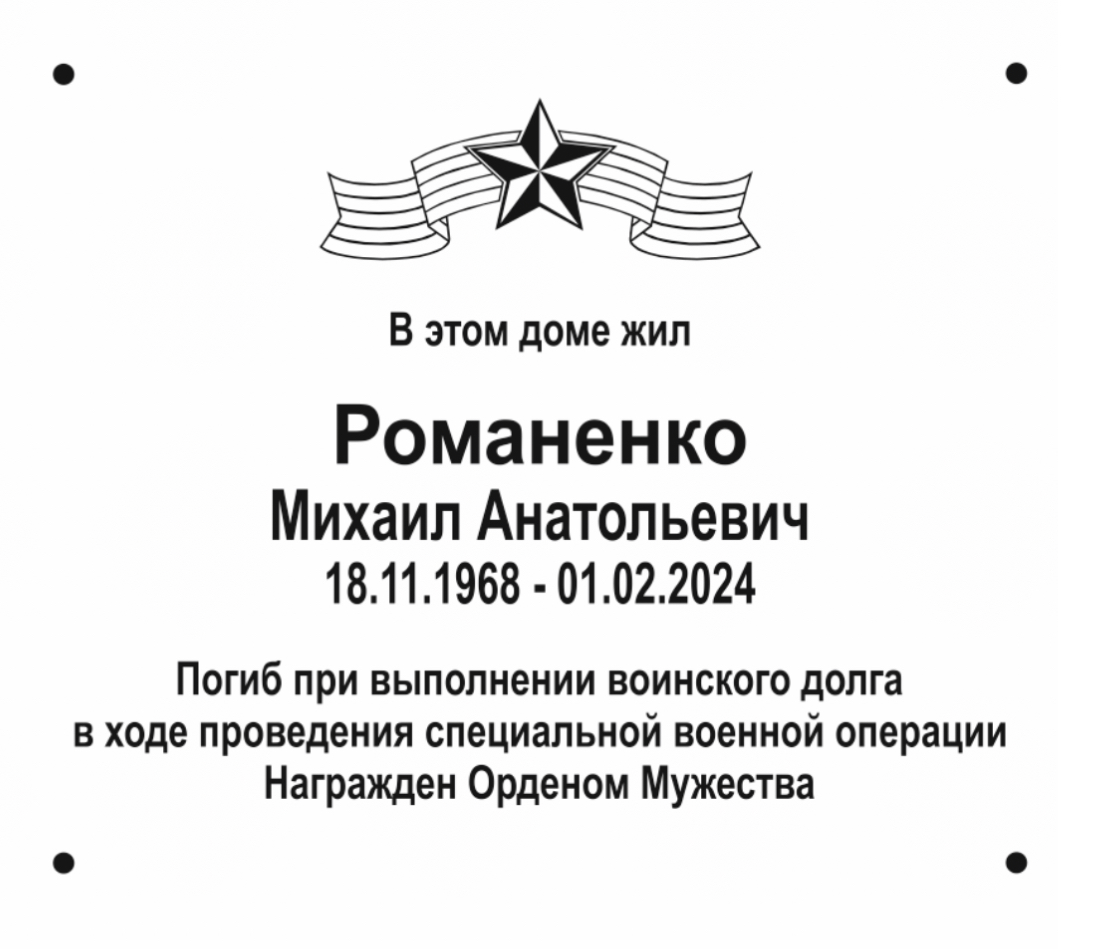 В этом доме жил
Романенко
Михаил Анатольевич
18.11.1968 - 01.02.2024
Погиб при выполнении воинского долга
в ходе проведения специальной военной операции
Награжден Орденом Мужества